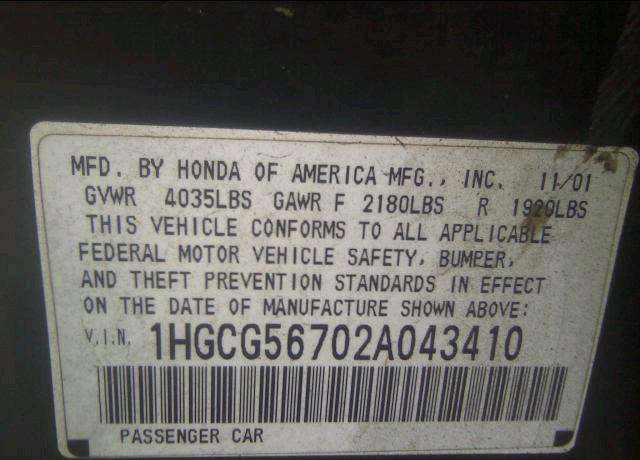 MFD. BY HONDA OF AMERICA MFG., INC. 11/01
GVWR 4035LBS GAWR F 2180LBS R 1920LBS
THIS VEHICLE CONFORMS TO ALL APPLICABLE
FEDERAL MOTOR VEHICLE SAFETY, BUMPER,
AND THEFT PREVENTION STANDARDS IN EFFECT
ON THE DATE OF MANUFACTURE SHOWN ABOVE:
V.I.N. 1HGCG56702A043410
PASSENGER CAR